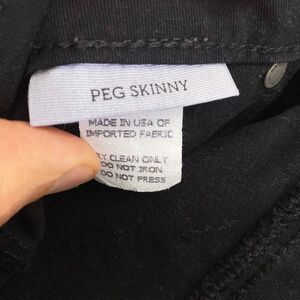 PEG SKINNY
MADE IN USA OF
IMPORTED FABRIC
CLEAN ONLY
DO NOT IRON
DO NOT PRESS